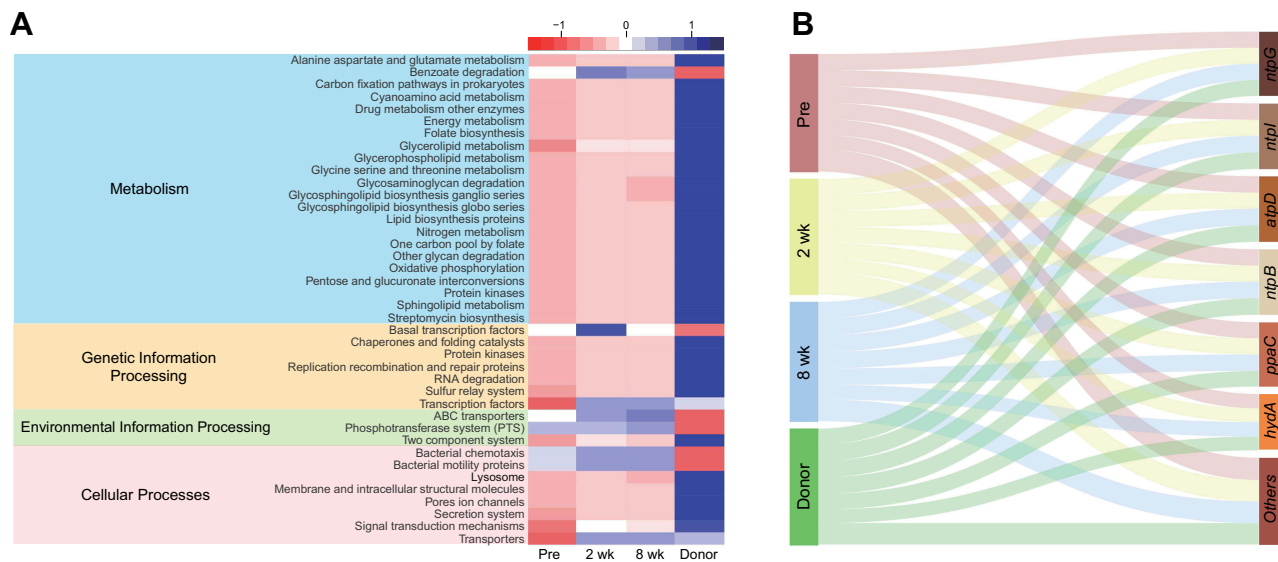 A
−1 0 1
Metabolism
Alanine aspartate and glutamate metabolism
Benzoate degradation
Carbon fixation pathways in prokaryotes
Cyanoamino acid metabolism
Drug metabolism other enzymes
Energy metabolism
Folate biosynthesis
Glycerolipid metabolism
Glycerophospholipid metabolism
Glycine serine and threonine metabolism
Glycosaminoglycan degradation
Glycosphingolipid biosynthesis ganglio series
Glycosphingolipid biosynthesis globo series
Lipid biosynthesis proteins
Nitrogen metabolism
One carbon pool by folate
Other glycan degradation
Oxidative phosphorylation
Pentose and glucuronate interconversions
Protein kinases
Sphingolipid metabolism
Streptomycin biosynthesis
Genetic Information
Processing
Basal transcription factors
Chaperones and folding catalysts
Protein kinases
Replication recombination and repair proteins
RNA degradation
Sulfur relay system
Transcription factors
Environmental Information Processing
ABC transporters
Phosphotransferase system (PTS)
Two component system
Cellular Processes
Bacterial chemotaxis
Bacterial motility proteins
Lysosome
Membrane and intracellular structural molecules
Pores ion channels
Secretion system
Signal transduction mechanisms
Transporters
Pre 2 wk 8 wk Donor
B
Pre
2 wk
8 wk
Donor
ntpG
ntpI
atpD
ntpB
ppaC
hydA
Others